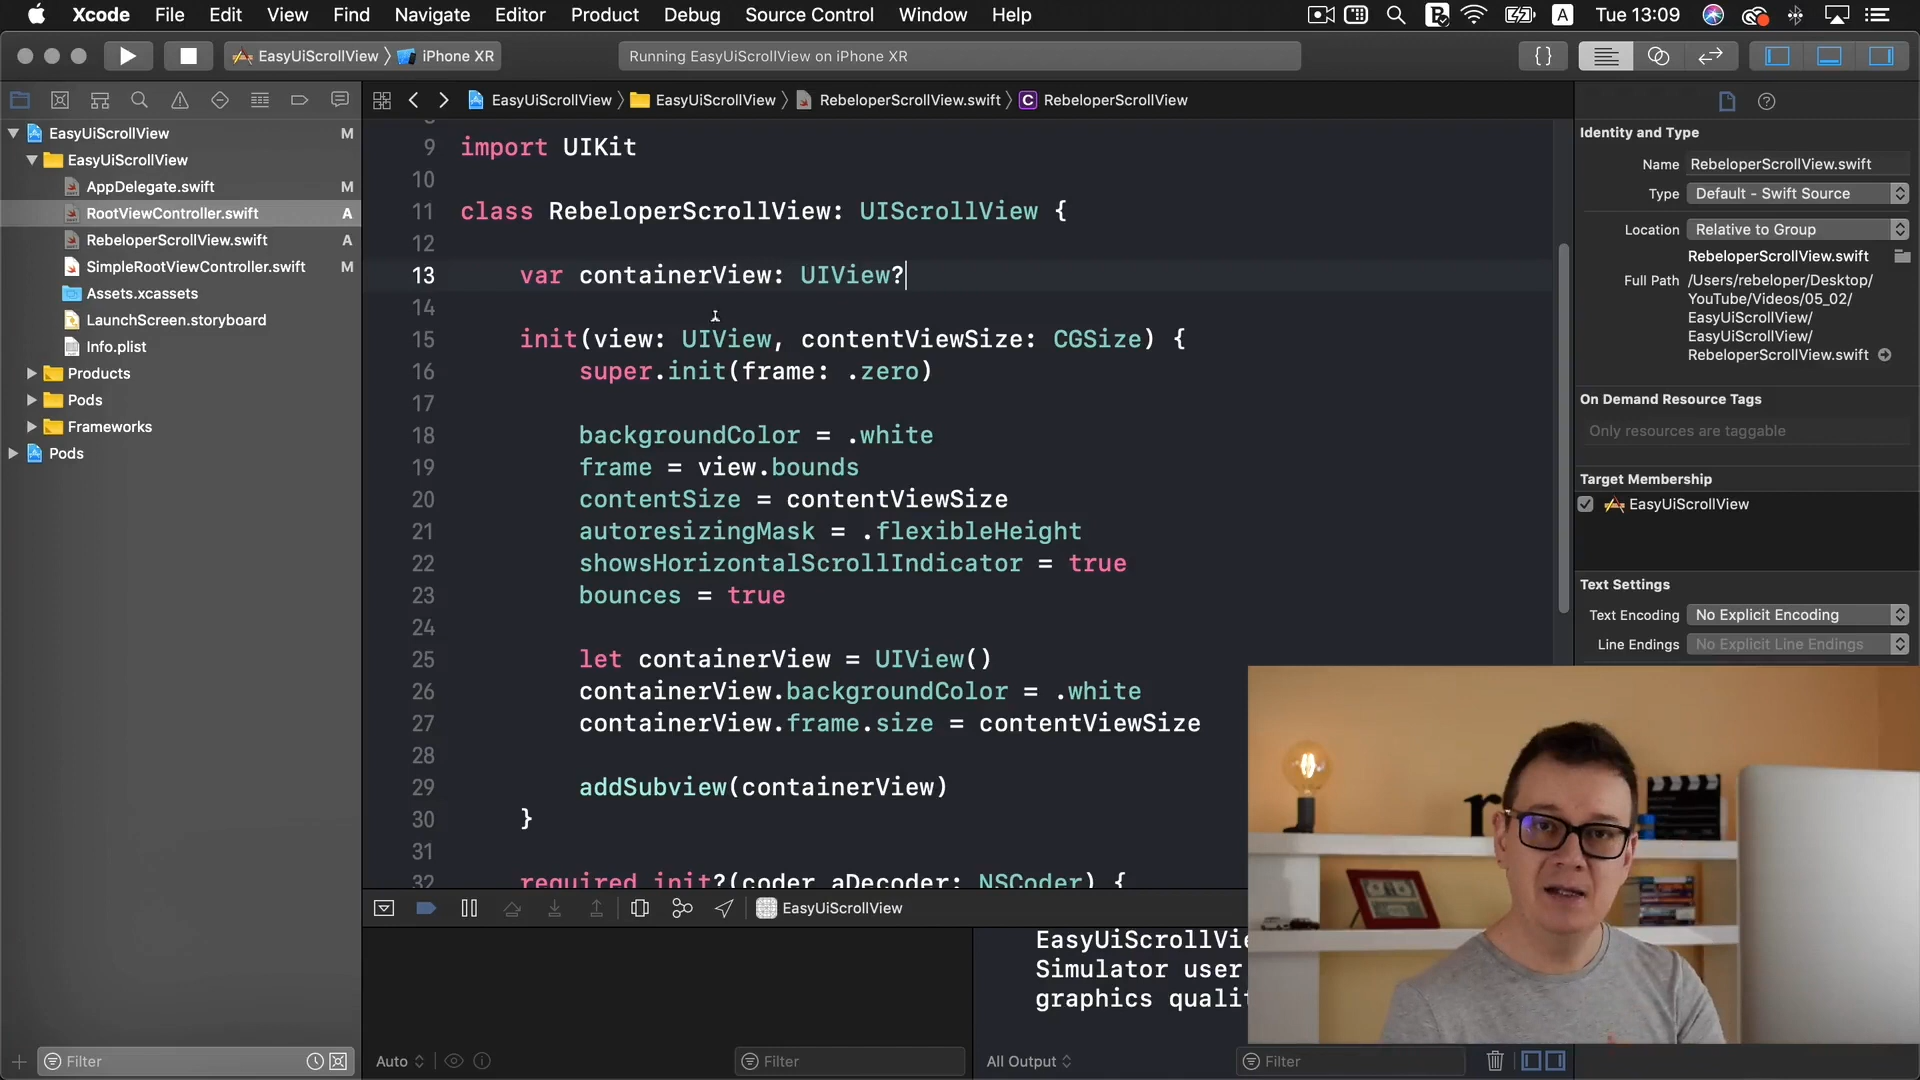 Xcode File Edit View Find Navigate Editor Product Debug Source Control Window Help A Tue 13:09
EasyUiScrollView iPhone XR
Running EasyUiScrollView on iPhone XR
{ }
EasyUiScrollView EasyUiScrollView RebeloperScrollView.swift C RebeloperScrollView
EasyUiScrollView M
EasyUiScrollView
AppDelegate.swift M
RootViewController.swift A
RebeloperScrollView.swift A
SimpleRootViewController.swift M
Assets.xcassets
LaunchScreen.storyboard
Info.plist
Products
Pods
Frameworks
Pods
Filter
9 import UIKit
10
11 class RebeloperScrollView: UIScrollView {
12
13 var containerView: UIView?
14
15 init(view: UIView, contentViewSize: CGSize) {
16 super.init(frame: .zero)
17
18 backgroundColor = .white
19 frame = view.bounds
20 contentSize = contentViewSize
21 autoresizingMask = .flexibleHeight
22 showsHorizontalScrollIndicator = true
23 bounces = true
24
25 let containerView = UIView()
26 containerView.backgroundColor = .white
27 containerView.frame.size = contentViewSize
28
29 addSubview(containerView)
30 }
31
32 required init?(coder aDecoder: NSCoder) {
EasyUiScrollView
EasyUiScrollVie
Simulator user
graphics quali
Auto
Filter
All Output
Filter
Identity and Type
Name RebeloperScrollView.swift
Type Default - Swift Source
Location Relative to Group
RebeloperScrollView.swift
Full Path /Users/rebeloper/Desktop/
YouTube/Videos/05_02/
EasyUiScrollView/
EasyUiScrollView/
RebeloperScrollView.swift
On Demand Resource Tags
Only resources are taggable
Target Membership
EasyUiScrollView
Text Settings
Text Encoding No Explicit Encoding
Line Endings No Explicit Line Endings